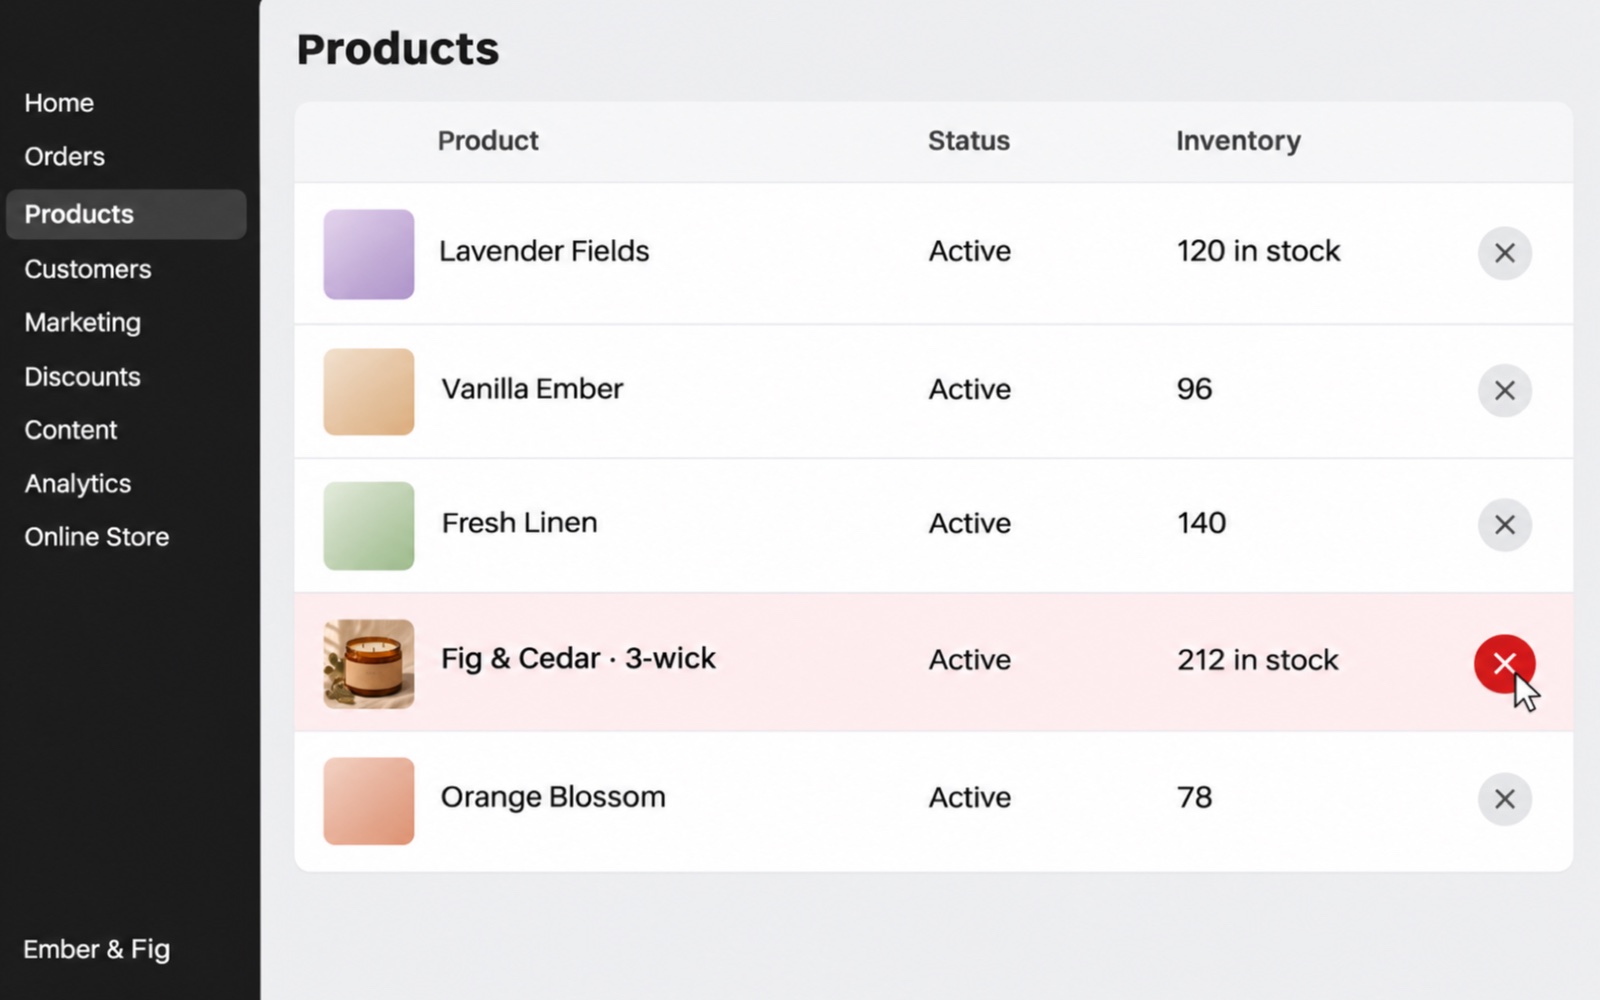 Products
Home
Orders
Products
Customers
Marketing
Discounts
Content
Analytics
Online Store
Ember & Fig
Product Status Inventory
Lavender Fields Active 120 in stock
Vanilla Ember Active 96
Fresh Linen Active 140
Fig & Cedar · 3-wick Active 212 in stock
Orange Blossom Active 78